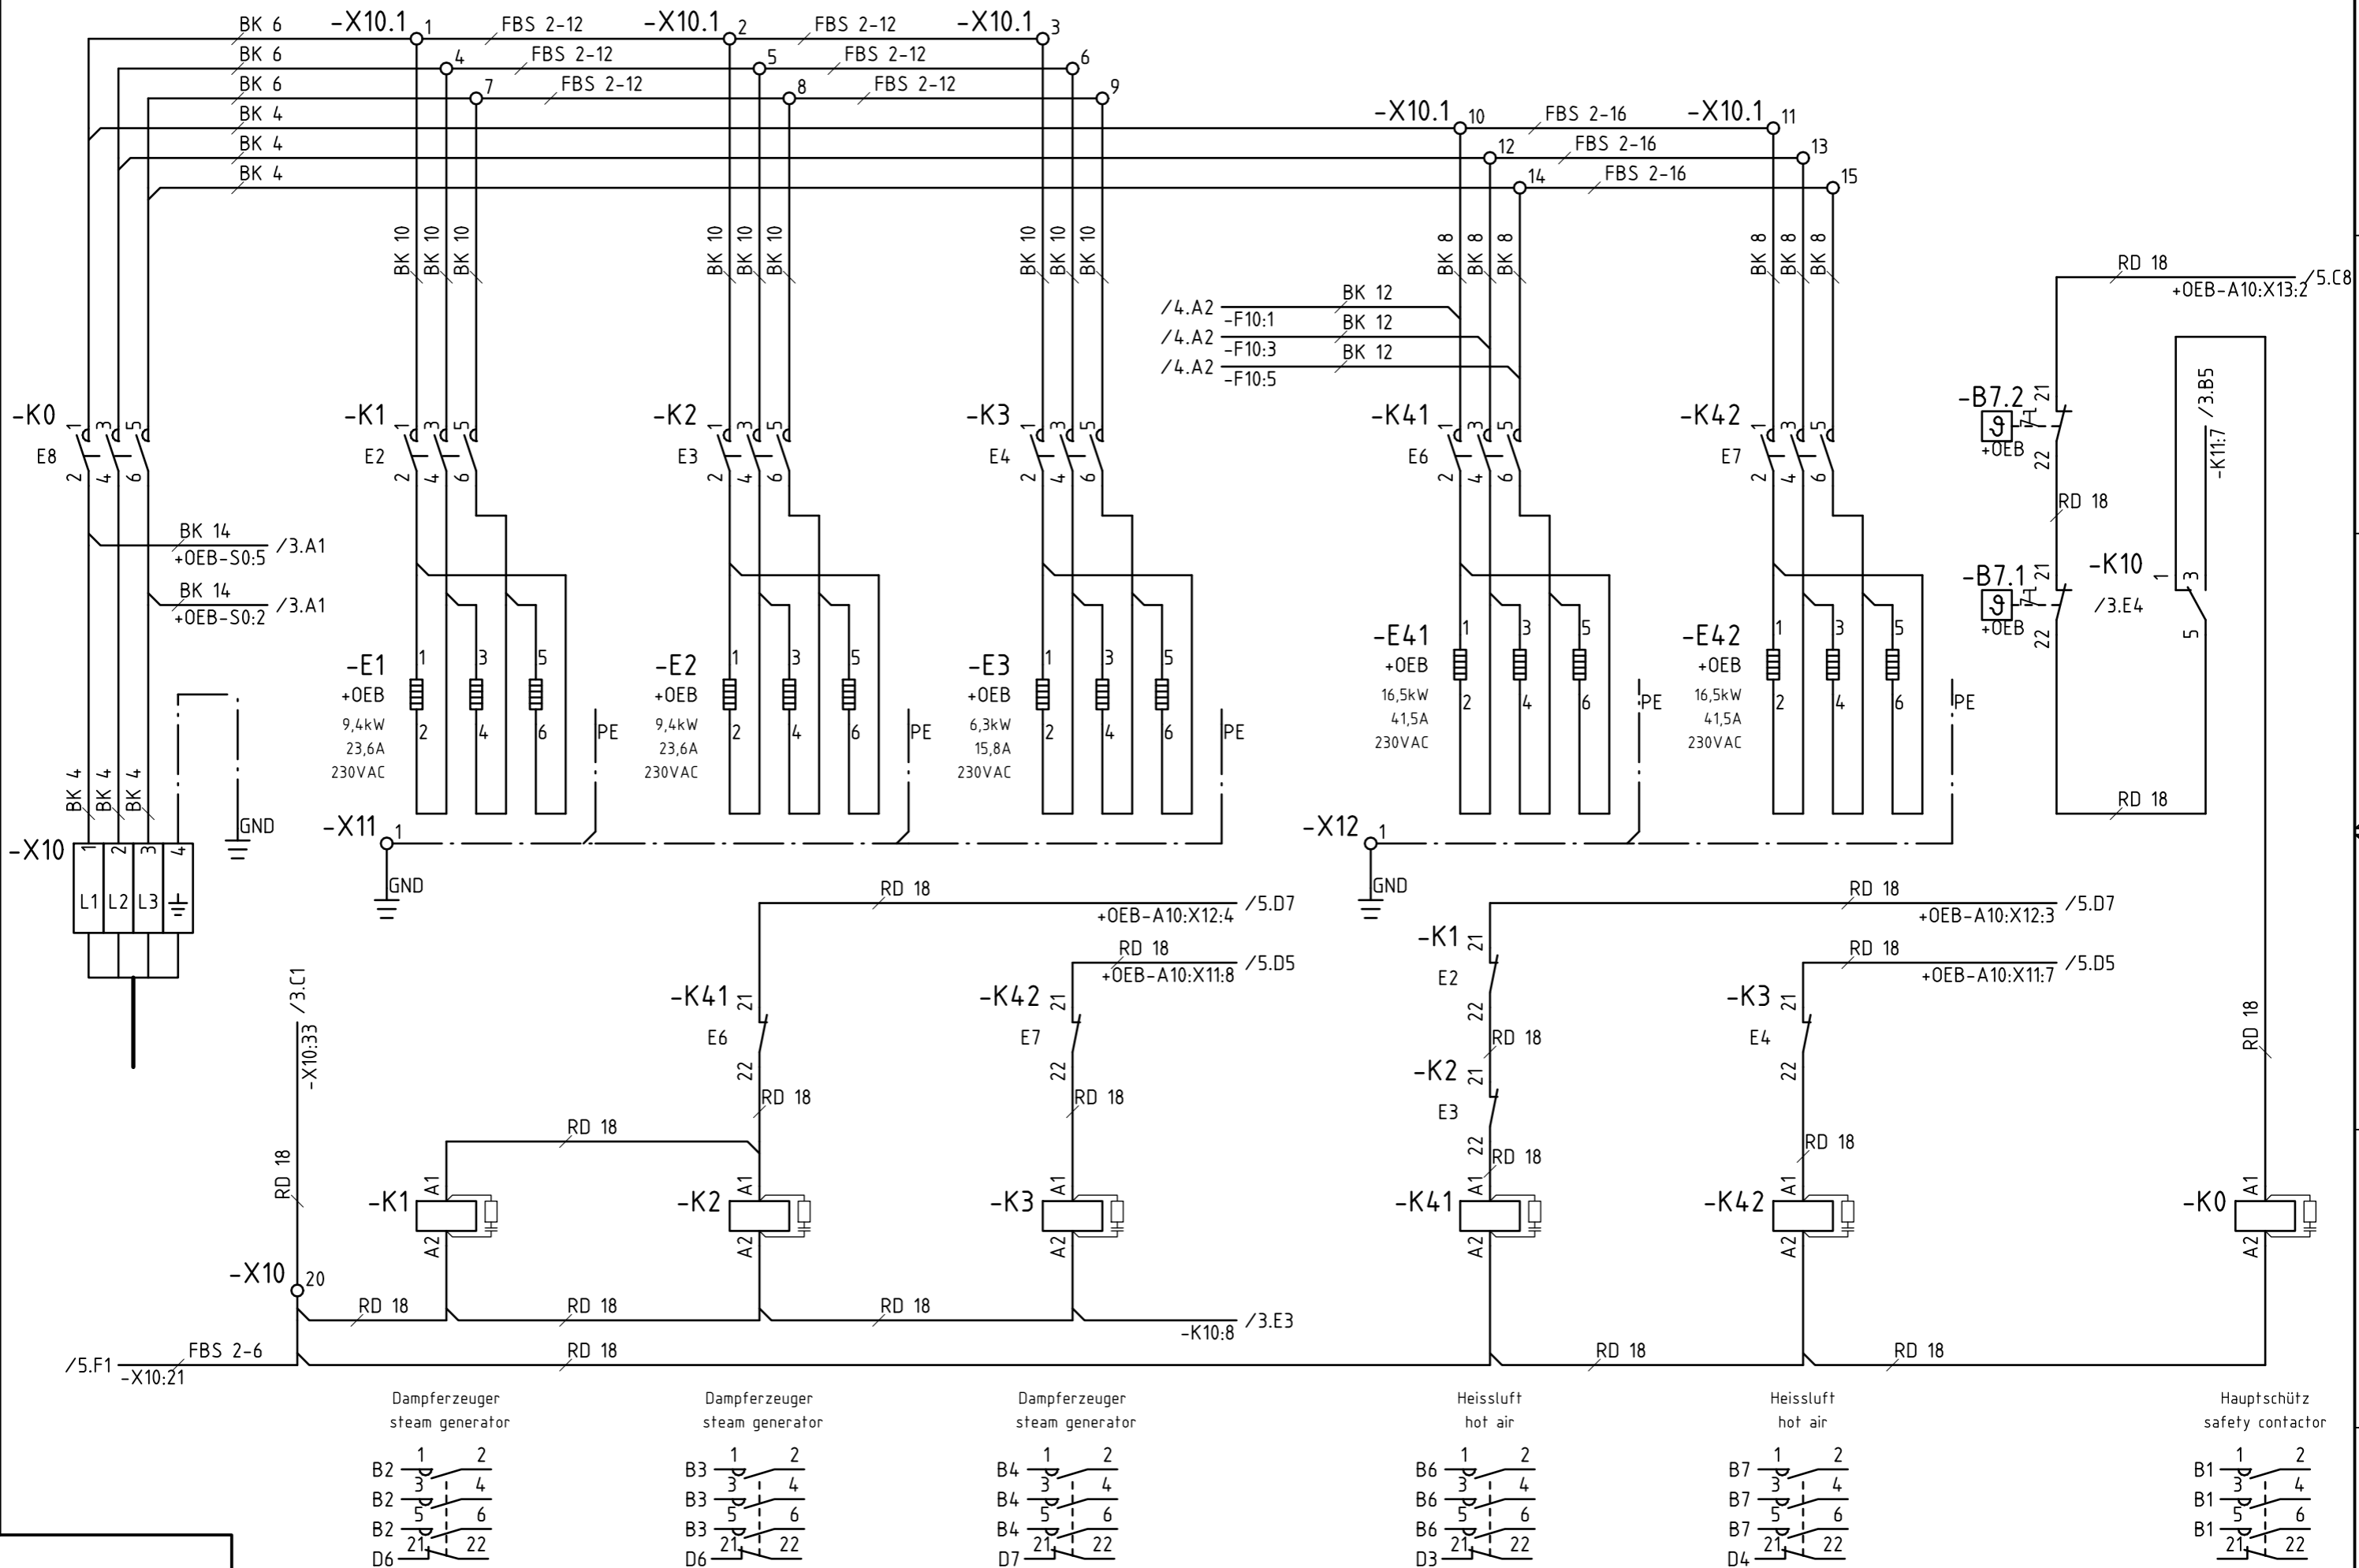 BK 6 -X10.1 1 FBS 2-12 -X10.1 2 FBS 2-12 -X10.1 3
BK 6 4 FBS 2-12 5 FBS 2-12 6
BK 6 7 FBS 2-12 8 FBS 2-12 9
BK 4 -X10.1 10 FBS 2-16 -X10.1 11
BK 4 12 FBS 2-16 13
BK 4 14 FBS 2-16 15
BK 10 BK 10 BK 10 BK 10 BK 10 BK 10 BK 10 BK 10 BK 10 BK 8 BK 8 BK 8 BK 8 BK 8 BK 8
RD 18 /5.C8
+OEB-A10:X13:2
/4.A2 BK 12
-F10:1
/4.A2 BK 12
-F10:3
/4.A2 BK 12
-F10:5
-K0 1 3 5 -K1 1 3 5 -K2 1 3 5 -K3 1 3 5 -K41 1 3 5 -K42 1 3 5
E8 E2 E3 E4 E6 E7
2 4 6 2 4 6 2 4 6 2 4 6 2 4 6 2 4 6
-B7.2 21
ϑ
+OEB
22
/3.B5
-K11:7
RD 18
BK 14 /3.A1
+OEB-S0:5
BK 14 /3.A1
+OEB-S0:2
-B7.1 21
ϑ
+OEB
22
-K10 1 3
/3.E4
5
-E1 1 3 5
+OEB
9,4kW 2 4 6 PE
23,6A
230VAC
-E2 1 3 5
+OEB
9,4kW 2 4 6 PE
23,6A
230VAC
-E3 1 3 5
+OEB
6,3kW 2 4 6 PE
15,8A
230VAC
-E41 1 3 5
+OEB
16,5kW 2 4 6 PE
41,5A
230VAC
-E42 1 3 5
+OEB
16,5kW 2 4 6 PE
41,5A
230VAC
RD 18
BK 4 BK 4 BK 4 GND
-X10 1 2 3 4
L1 L2 L3
-X11 1
GND
-X12 1
GND
RD 18 /5.D7
+OEB-A10:X12:4
RD 18 /5.D5
+OEB-A10:X11:8
RD 18 /5.D7
+OEB-A10:X12:3
RD 18 /5.D5
+OEB-A10:X11:7
/3.C1
-X10:33
RD 18
-K41 21
E6
22
RD 18
-K42 21
E7
22
RD 18
-K1 21
E2
22
RD 18
-K2 21
E3
22
RD 18
-K3 21
E4
22
RD 18
RD 18
RD 18
-K1 A1 A2
-K2 A1 A2
-K3 A1 A2
-K41 A1 A2
-K42 A1 A2
-K0 A1 A2
-X10 20
RD 18 RD 18 RD 18 /3.E3
-K10:8
/5.F1 FBS 2-6 RD 18 RD 18 RD 18
-X10:21
Dampferzeuger Dampferzeuger Dampferzeuger Heissluft Heissluft Hauptschütz
steam generator steam generator steam generator hot air hot air safety contactor
B2 1 2 B3 1 2 B4 1 2 B6 1 2 B7 1 2 B1 1 2
B2 3 4 B3 3 4 B4 3 4 B6 3 4 B7 3 4 B1 3 4
B2 5 6 B3 5 6 B4 5 6 B6 5 6 B7 5 6 B1 5 6
D6 21 22 D6 21 22 D7 21 22 D3 21 22 D4 21 22 21 22